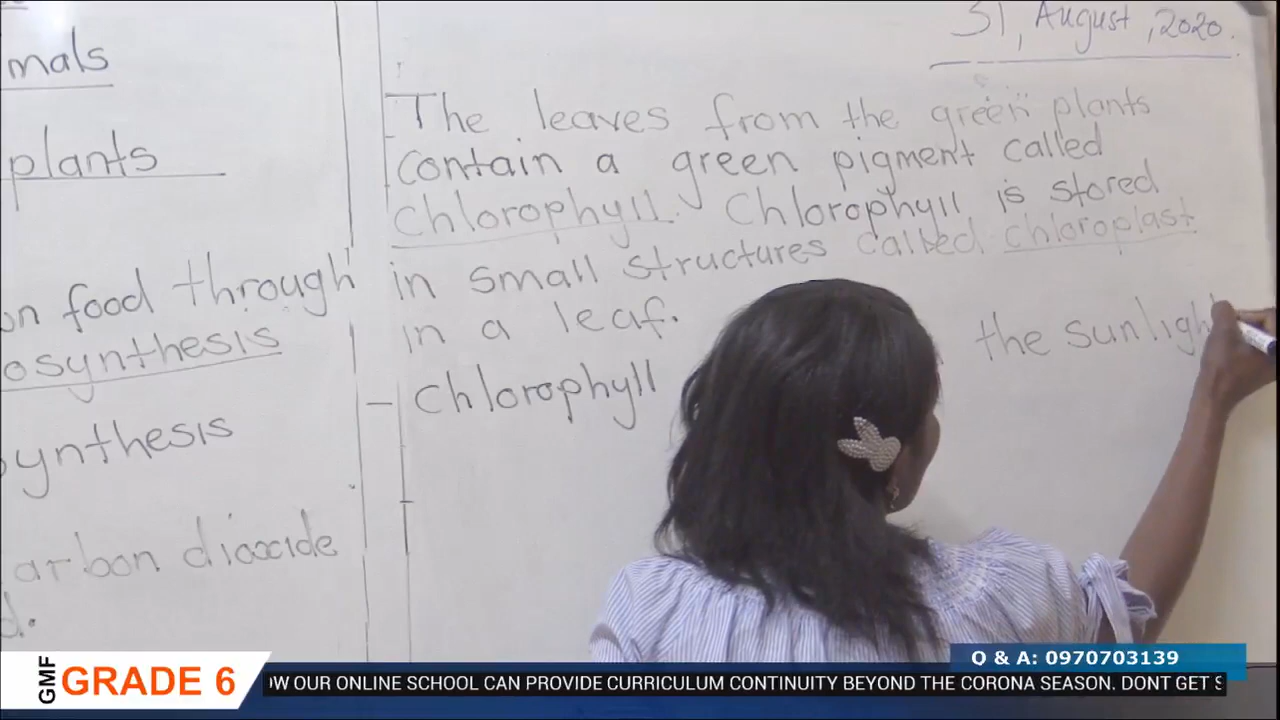 mals
plants
on food through
osynthesis
synthesis
arbon dioxide
d.
31, August, 2020.
The leaves from the green plants
contain a green pigment called
Chlorophyll. Chlorophyll is stored
in small structures called chloroplast
in a leaf.
- Chlorophyll the sunligh
Q & A: 0970703139
GMF GRADE 6
OW OUR ONLINE SCHOOL CAN PROVIDE CURRICULUM CONTINUITY BEYOND THE CORONA SEASON. DONT GET S